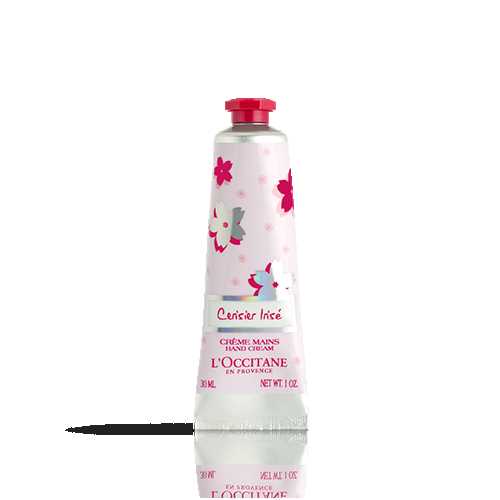 Cerisier Irisé
CRÈME MAINS
HAND CREAM
L'OCCITANE
EN PROVENCE
30 ML. NET WT. 1 OZ.